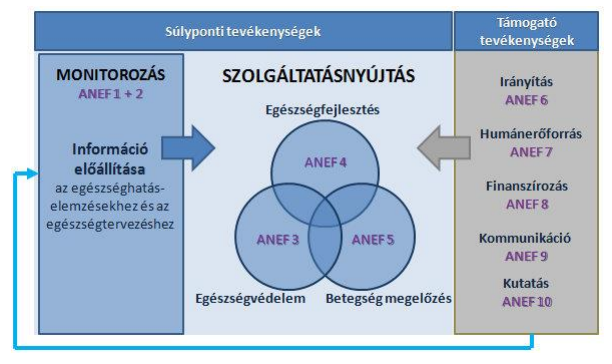 Súlyponti tevékenységek
Támogató
tevékenységek
MONITOROZÁS
ANEF 1 + 2
Információ
előállítása
az egészséghatás-
elemzésekhez és az
egészségtervezéshez
SZOLGÁLTATÁSNYÚJTÁS
Egészségfejlesztés
ANEF 4
ANEF 3
ANEF 5
Egészségvédelem
Betegség megelőzés
Irányítás
ANEF 6
Humánerőforrás
ANEF 7
Finanszírozás
ANEF 8
Kommunikáció
ANEF 9
Kutatás
ANEF 10